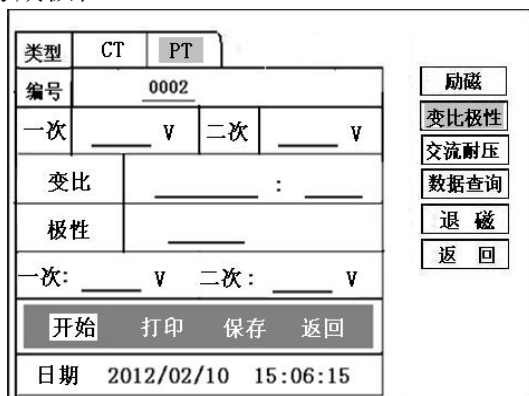 类型 CT PT
编号 0002
一次 V 二次 V
变比 :
极性
一次: V 二次: V
开始 打印 保存 返回
日期 2012/02/10 15:06:15
励磁
变比极性
交流耐压
数据查询
退 磁
返 回